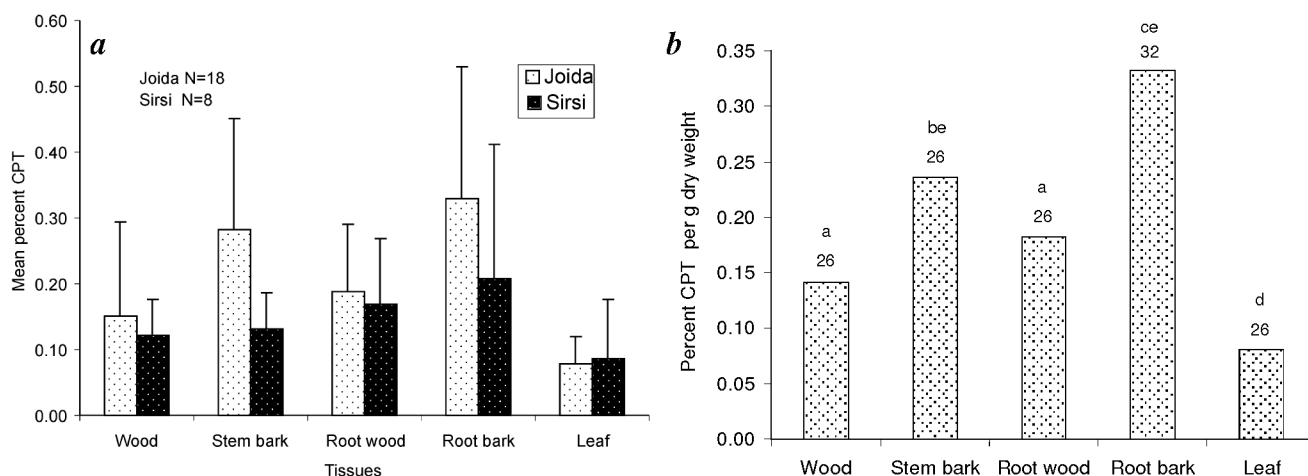 a
Joida N=18
Sirsi N=8
Joida
Sirsi
Mean percent CPT
0.60
0.50
0.40
0.30
0.20
0.10
0.00
Wood Stem bark Root wood Root bark Leaf
Tissues
b
Percent CPT per g dry weight
0.35
0.30
0.25
0.20
0.15
0.10
0.05
0.00
a
26
be
26
a
26
ce
32
d
26
Wood Stem bark Root wood Root bark Leaf